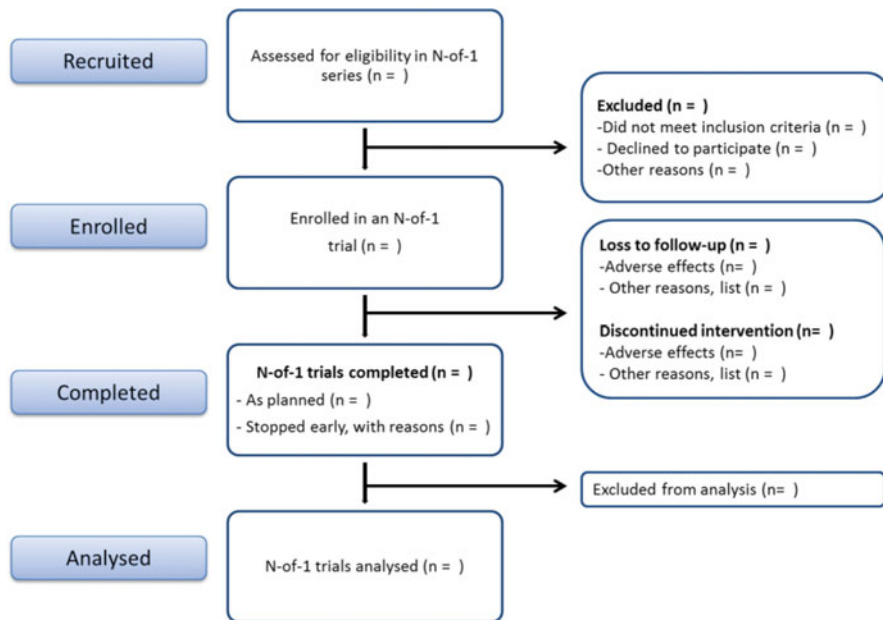 Recruited
Assessed for eligibility in N-of-1
series (n =  )
Excluded (n =  )
-Did not meet inclusion criteria (n =  )
- Declined to participate (n =  )
-Other reasons (n =  )
Enrolled
Enrolled in an N-of-1
trial (n =  )
Loss to follow-up (n =  )
-Adverse effects (n=  )
- Other reasons, list (n =  )
Discontinued intervention (n=  )
-Adverse effects (n=  )
- Other reasons, list (n =  )
Completed
N-of-1 trials completed (n =  )
- As planned (n =  )
- Stopped early, with reasons (n =  )
Excluded from analysis (n=  )
Analysed
N-of-1 trials analysed (n =  )